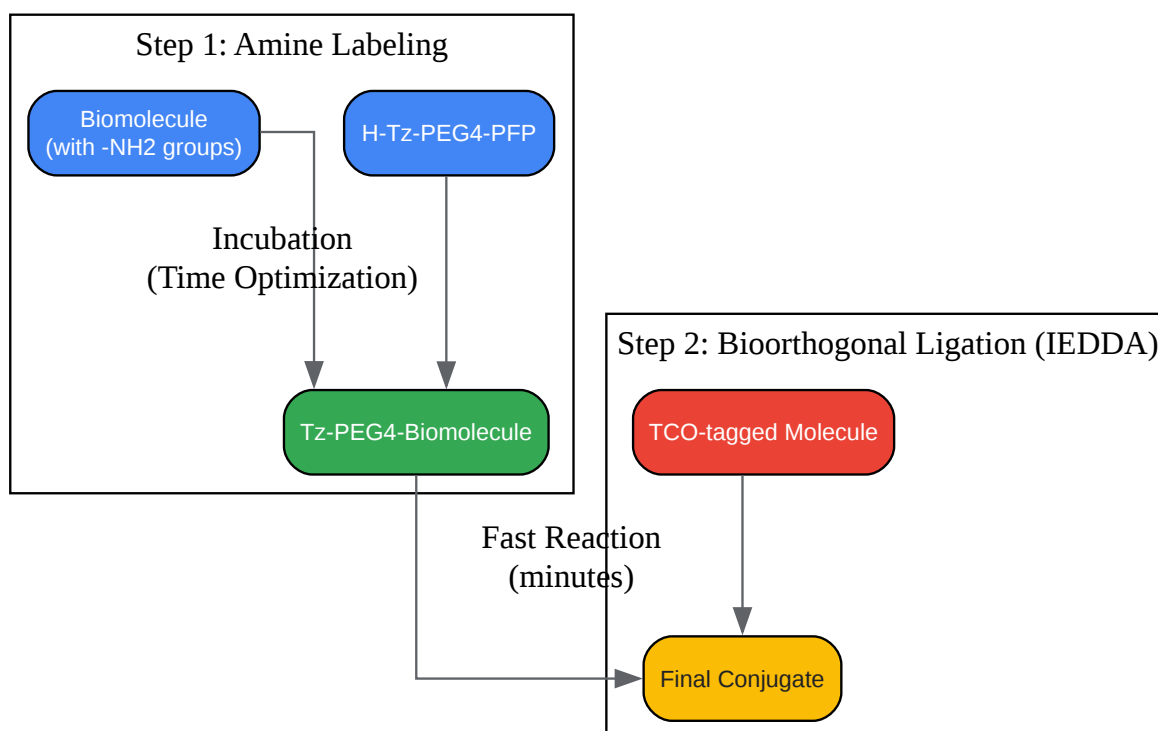 Step 1: Amine Labeling
Biomolecule
(with -NH2 groups)
H-Tz-PEG4-PFP
Incubation
(Time Optimization)
Tz-PEG4-Biomolecule
Step 2: Bioorthogonal Ligation (IEDDA)
TCO-tagged Molecule
Fast Reaction
(minutes)
Final Conjugate